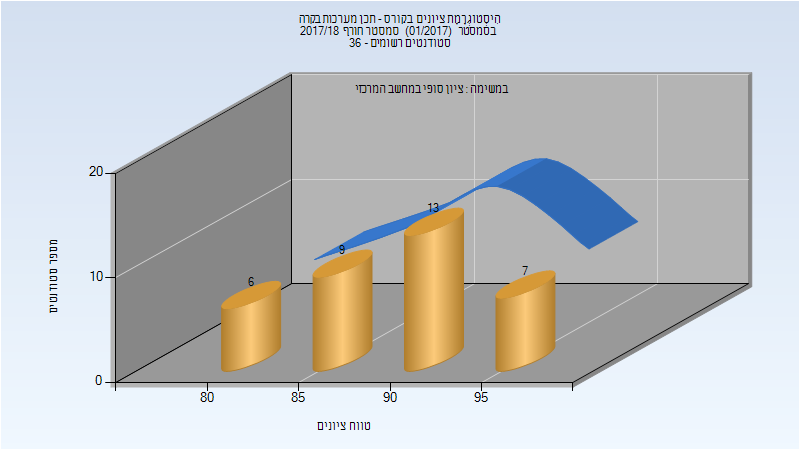 היסטוגרמת ציונים בקורס - תכן מערכות בקרה
בסמסטר (01/2017) סמסטר חורף 2017/18
סטודנטים רשומים - 36
במשימה : ציון סופי במחשב המרכזי
20
10
0
מספר סטודנטים
6
9
13
7
80
85
90
95
טווח ציונים